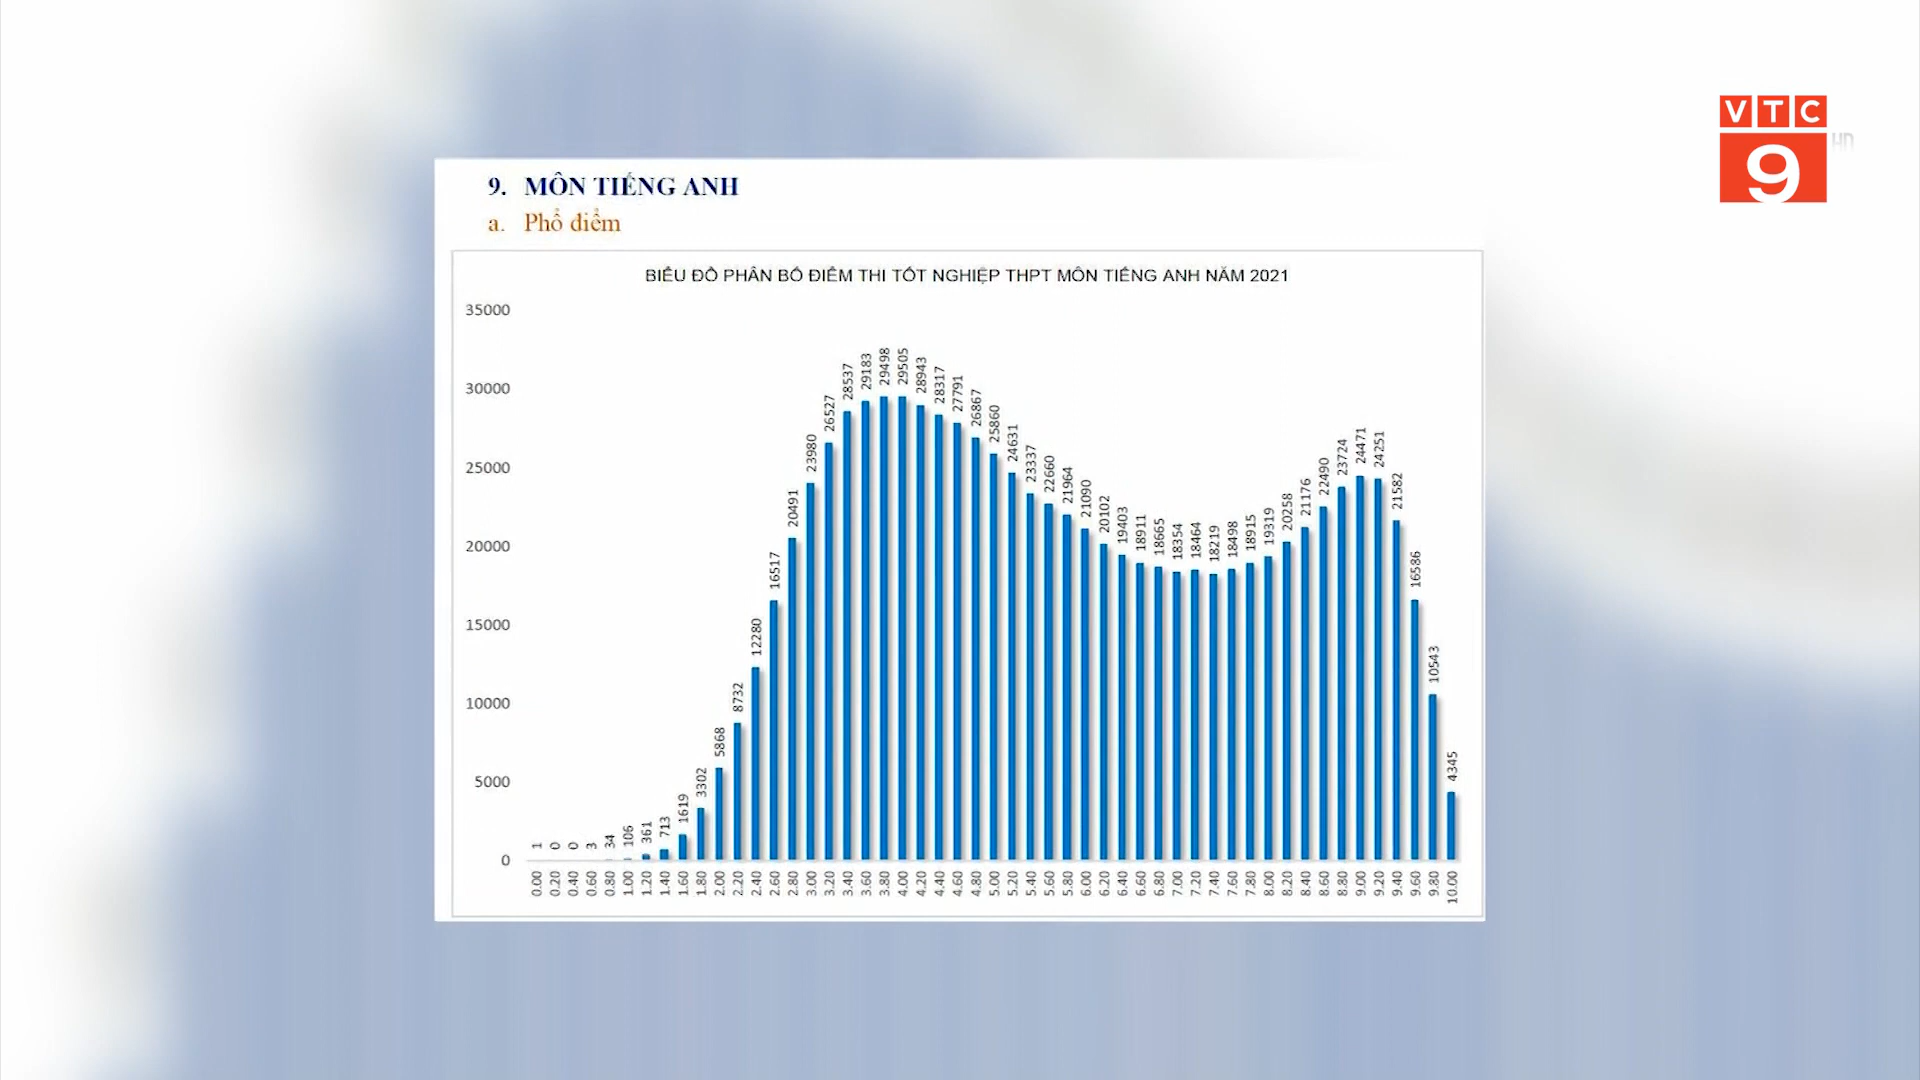 VTC
9
HD
9. MÔN TIẾNG ANH
a. Phổ điểm
BIỂU ĐỒ PHÂN BỐ ĐIỂM THI TỐT NGHIỆP THPT MÔN TIẾNG ANH NĂM 2021
35000
30000
25000
20000
15000
10000
5000
0
1 0 0 3 34 106 361 713 1619 3302 5868 8732 12280 16517 20491 23980 26527 28537 29183 29498 29505 28943 28317 27791 26867 25860 24631 23337 22660 21964 21090 20102 19403 18911 18665 18354 18464 18219 18498 18915 19319 20258 21176 22490 23724 24471 24251 21582 16586 10543 4345
0.00 0.20 0.40 0.60 0.80 1.00 1.20 1.40 1.60 1.80 2.00 2.20 2.40 2.60 2.80 3.00 3.20 3.40 3.60 3.80 4.00 4.20 4.40 4.60 4.80 5.00 5.20 5.40 5.60 5.80 6.00 6.20 6.40 6.60 6.80 7.00 7.20 7.40 7.60 7.80 8.00 8.20 8.40 8.60 8.80 9.00 9.20 9.40 9.60 9.80 10.00